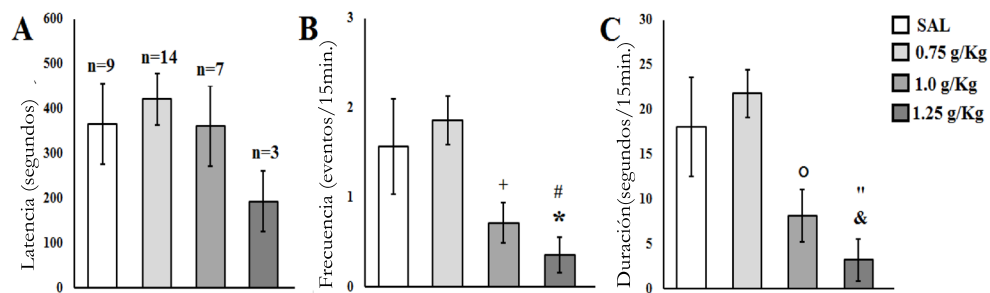 A
Latencia (segundos)
600
500
400
300
200
100
0
n=9
n=14
n=7
n=3
B
Frecuencia (eventos/15min.)
3
2
1
0
+
#
*
C
Duración(segundos/15min.)
30
25
20
15
10
5
0
o
"
&
SAL
0.75 g/Kg
1.0 g/Kg
1.25 g/Kg